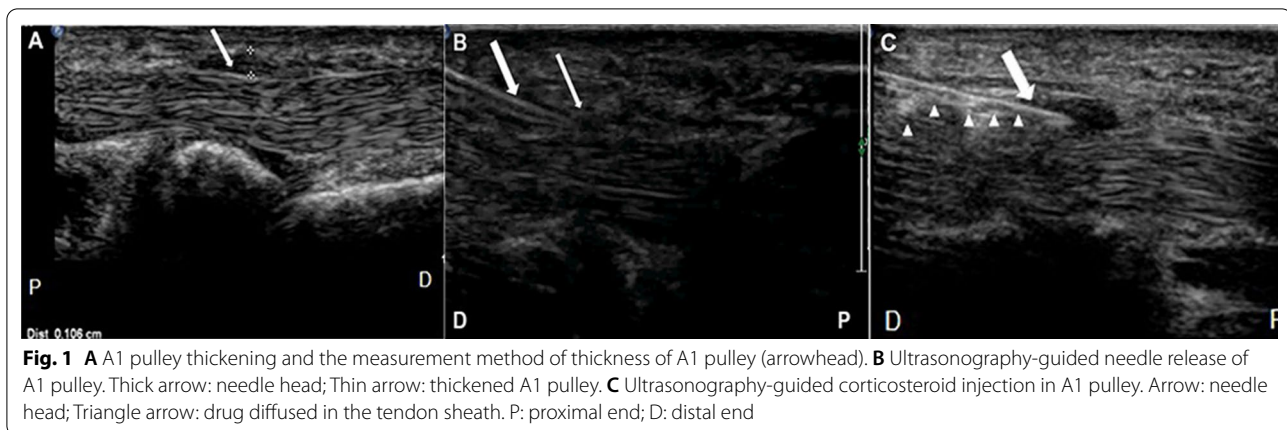 A
B
C
P
D
Dist 0.106 cm
D
P
D
P
Fig. 1 A A1 pulley thickening and the measurement method of thickness of A1 pulley (arrowhead). B Ultrasonography-guided needle release of
A1 pulley. Thick arrow: needle head; Thin arrow: thickened A1 pulley. C Ultrasonography-guided corticosteroid injection in A1 pulley. Arrow: needle
head; Triangle arrow: drug diffused in the tendon sheath. P: proximal end; D: distal end